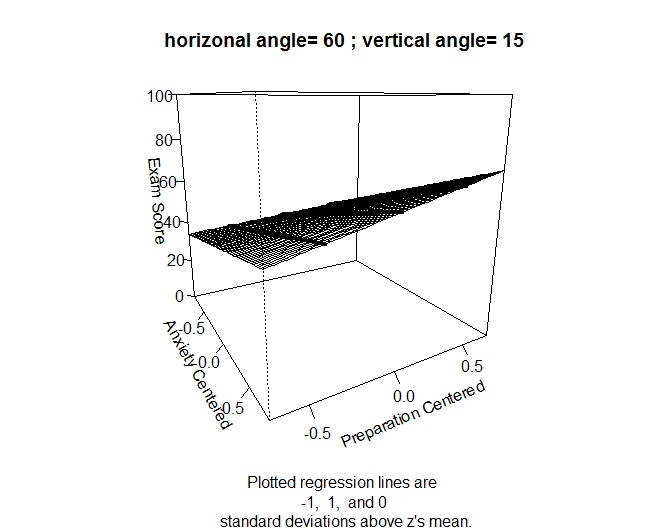 horizonal angle= 60 ; vertical angle= 15
100
80
60
40
20
0
Exam Score
-0.5
0.0
0.5
Anxiety Centered
-0.5
0.0
0.5
Preparation Centered
Plotted regression lines are
-1, 1, and 0
standard deviations above z's mean.